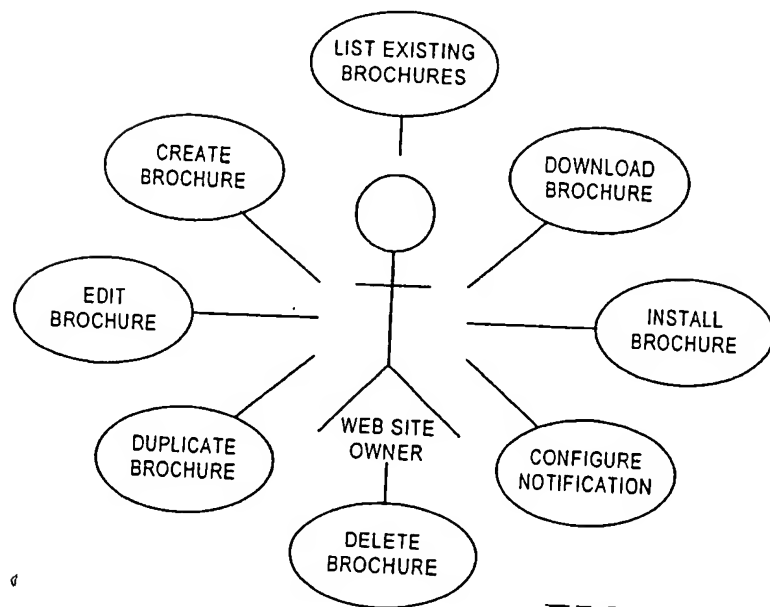 LIST EXISTING
BROCHURES
CREATE
BROCHURE
DOWNLOAD
BROCHURE
EDIT
BROCHURE
INSTALL
BROCHURE
DUPLICATE
BROCHURE
WEB SITE
OWNER
CONFIGURE
NOTIFICATION
DELETE
BROCHURE